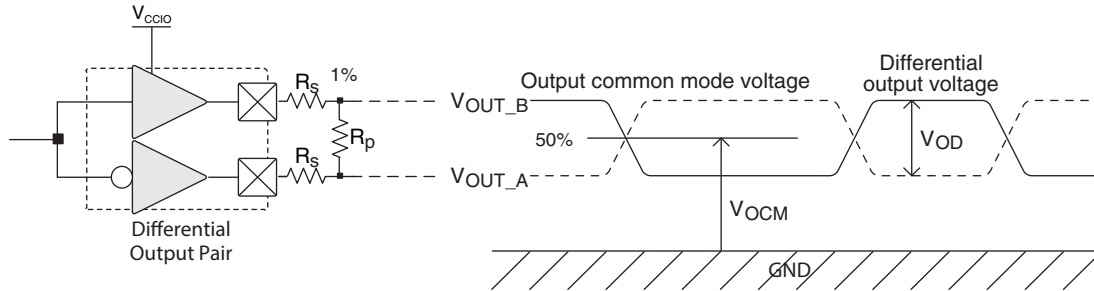 VCCIO
Rs
1%
Rp
Rs
Differential
Output Pair
VOUT_B
VOUT_A
Output common mode voltage
50%
VOCM
Differential
output voltage
VOD
GND